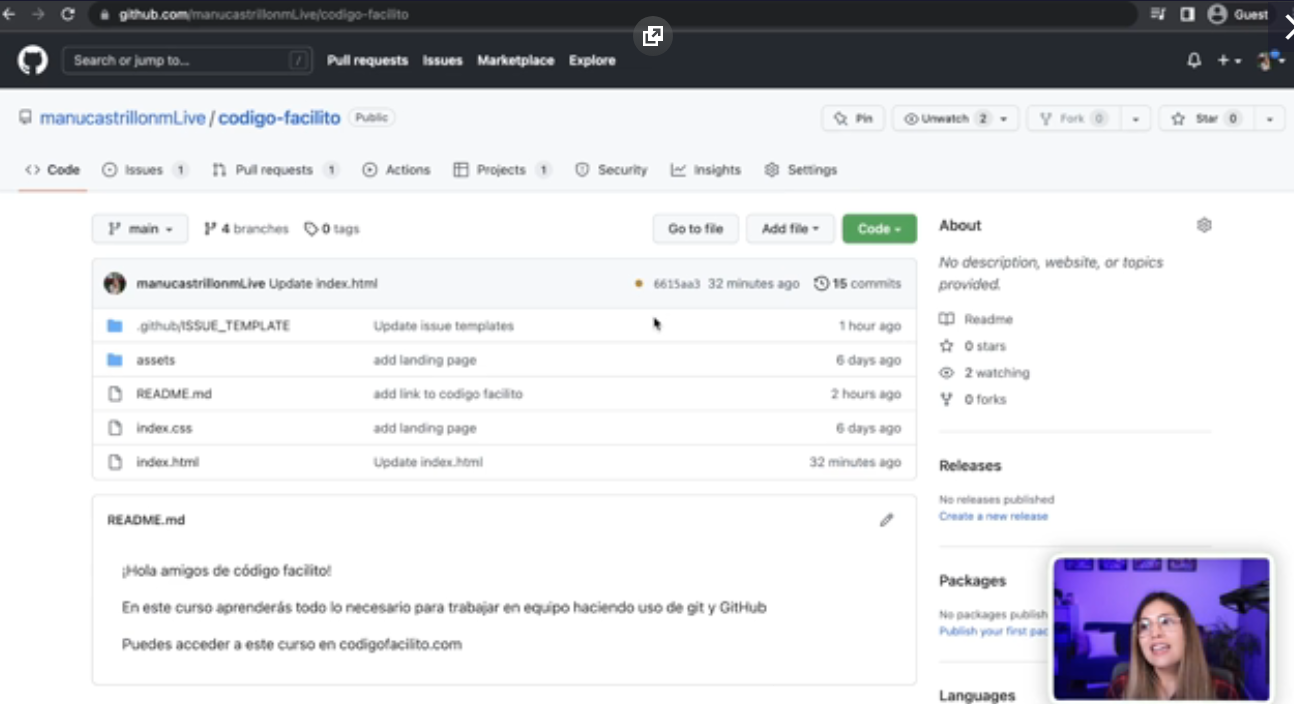 github.com/manucastrillonmLive/codigo-facilito
Guest
Search or jump to...
/
Pull requests Issues Marketplace Explore
manucastrillonmLive / codigo-facilito Public
Pin
Unwatch 2
Fork 0
Star 0
<> Code
Issues 1
Pull requests 1
Actions
Projects 1
Security
Insights
Settings
main
4 branches
0 tags
Go to file
Add file
Code
manucastrillonmLive Update index.html
6615aa3 32 minutes ago
15 commits
.github/ISSUE_TEMPLATE Update issue templates 1 hour ago
assets add landing page 6 days ago
README.md add link to codigo facilito 2 hours ago
index.css add landing page 6 days ago
index.html Update index.html 32 minutes ago
README.md
¡Hola amigos de código facilito!
En este curso aprenderás todo lo necesario para trabajar en equipo haciendo uso de git y GitHub
Puedes acceder a este curso en codigofacilito.com
About
No description, website, or topics
provided.
Readme
0 stars
2 watching
0 forks
Releases
No releases published
Create a new release
Packages
No packages publish
Publish your first pac
Languages